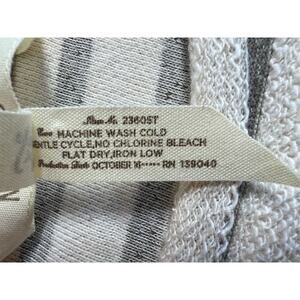 Style No. 23605T
Care MACHINE WASH COLD
GENTLE CYCLE, NO CHLORINE BLEACH
FLAT DRY, IRON LOW
Production Date OCTOBER 16····· RN 139040